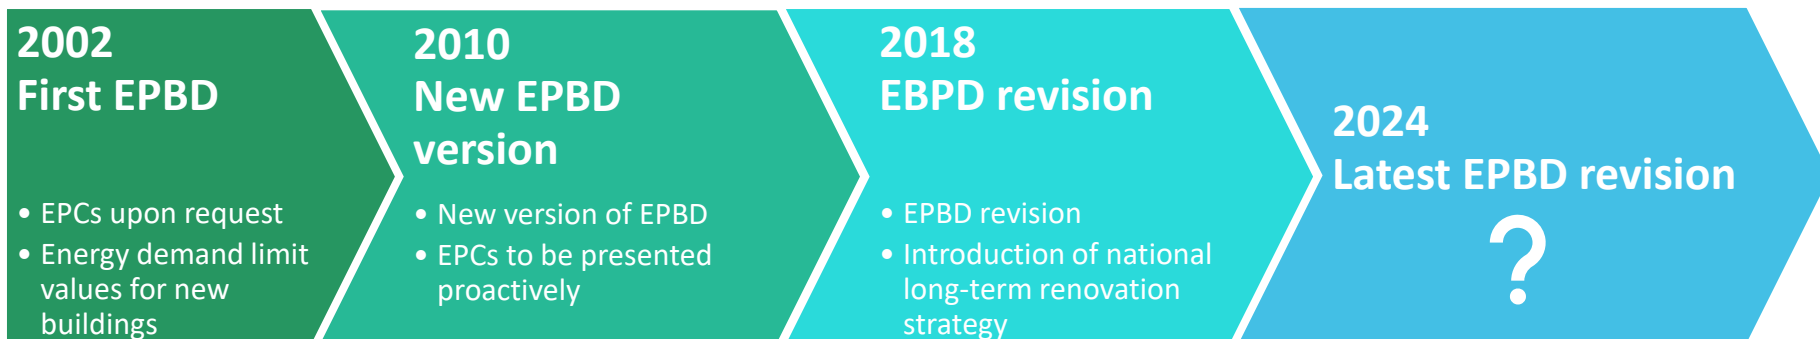 2002
First EPBD
• EPCs upon request
• Energy demand limit
values for new
buildings
2010
New EPBD
version
• New version of EPBD
• EPCs to be presented
proactively
2018
EBPD revision
• EPBD revision
• Introduction of national
long-term renovation
strategy
2024
Latest EPBD revision
?